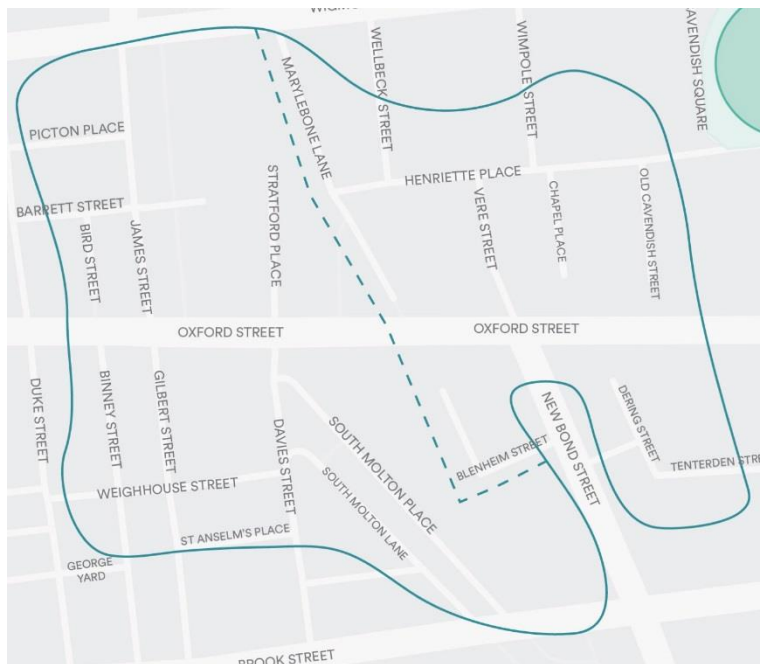 WELLBECK STREET
WIMPOLE STREET
CAVENDISH SQUARE
MARYLEBONE LANE
PICTON PLACE
HENRIETTE PLACE
STRATFORD PLACE
BARRETT STREET
BIRD STREET
JAMES STREET
VERE STREET
CHAPEL PLACE
OLD CAVENDISH STREET
OXFORD STREET
OXFORD STREET
DUKE STREET
BINNEY STREET
GILBERT STREET
DAVIES STREET
SOUTH MOLTON PLACE
SOUTH MOLTON LANE
BLENHEIM STREET
NEW BOND STREET
DERING STREET
TENTERDEN STRE
WEIGHHOUSE STREET
ST ANSELM'S PLACE
GEORGE
YARD
BROOK STREET